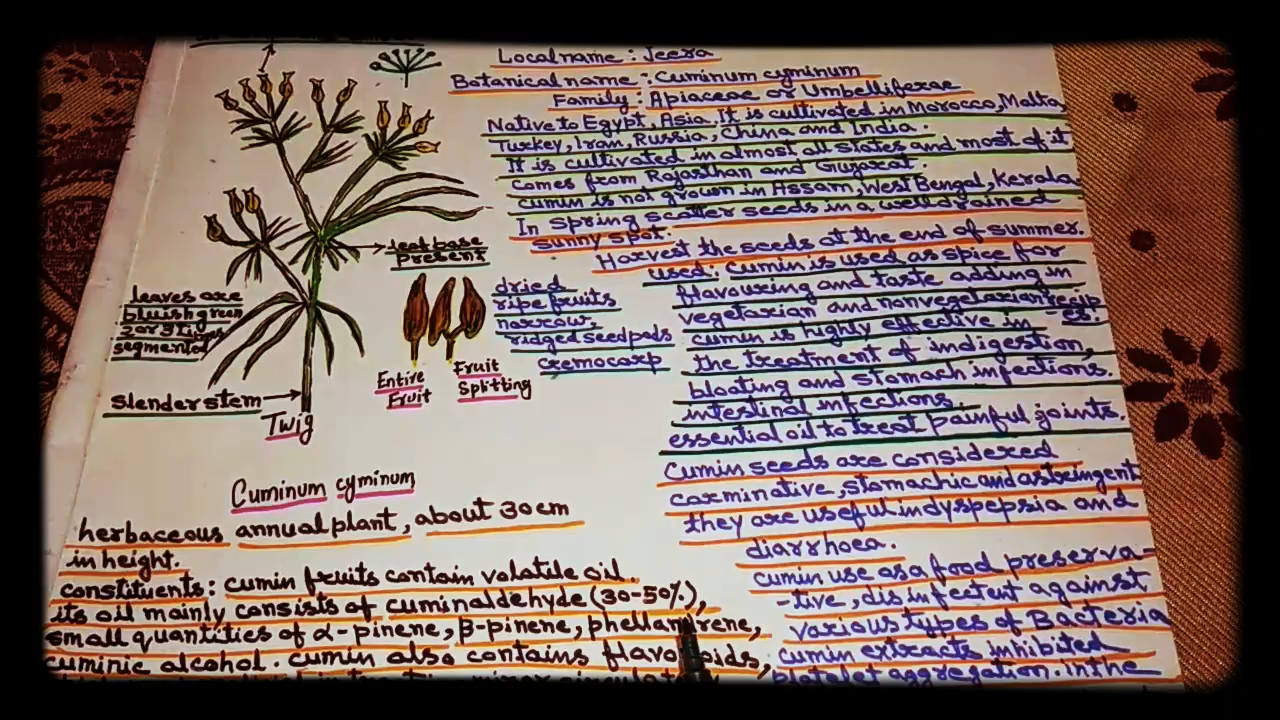 Local name : Jeera
Botanical name : Cuminum cyminum
Family : Apiaceae or Umbelliferae
Native to Egypt, Asia. It is cultivated in Morocco, Malta,
Turkey, Iran, Russia, China and India.
It is cultivated in almost all states and most of it
comes from Rajasthan and Gujarat.
cumin is not grown in Assam, West Bengal, Kerala
In Spring scatter seeds in a well drained
sunny spot.
Harvest the seeds at the end of summer.
used: Cumin is used as spice for
flavouring and taste adding in
vegetarian and nonvegetarian recip
es.
cumin is highly effective in
the treatment of indigestion,
bloating and stomach infections.
intestinal infections.
essential oil to treat painful joints.
Cumin seeds are considered
carminative, stomachic and astringent
they are useful in dyspepsia and
diarrhoea.
cumin use as a food preserva-
-tive, disinfectent against
various types of Bacteria
cumin extracts inhibited
platelet aggregation. in the
leaf base
present
leaves are
bluish green
2 or 3 times
segmented
slender stem
Twig
dried
ripe fruits
narrow,
ridged seed pods
cremocarp
Entire
Fruit
Fruit
Splitting
Cuminum cyminum
herbaceous annual plant, about 30 cm
in height.
constituents: cumin fruits contain volatile oil.
its oil mainly consists of cuminaldehyde (30-50%),
small quantities of α-pinene, β-pinene,
cuminic alcohol. cumin also contains